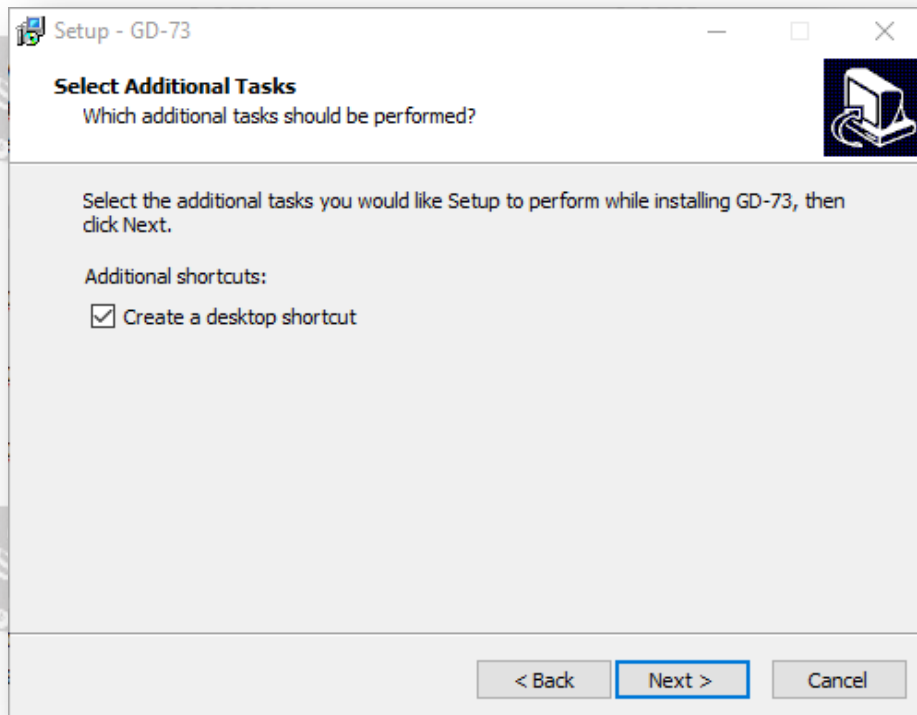 Setup - GD-73
Select Additional Tasks
Which additional tasks should be performed?
Select the additional tasks you would like Setup to perform while installing GD-73, then
click Next.
Additional shortcuts:
Create a desktop shortcut
< Back Next > Cancel